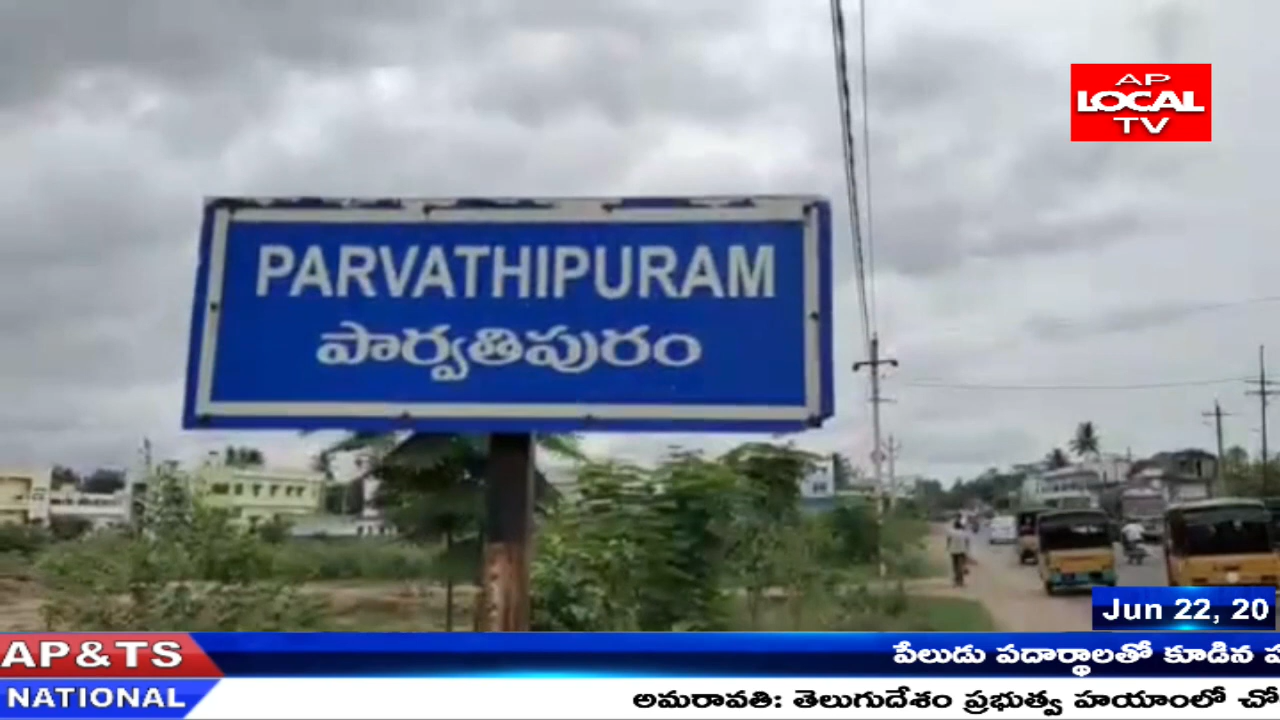 AP
LOCAL
TV
PARVATHIPURAM
పార్వతిపురం
Jun 22, 20
AP&TS
పేలుడు పదార్థాలతో కూడిన
NATIONAL
అమరావతి: తెలుగుదేశం ప్రభుత్వ హయాంలో